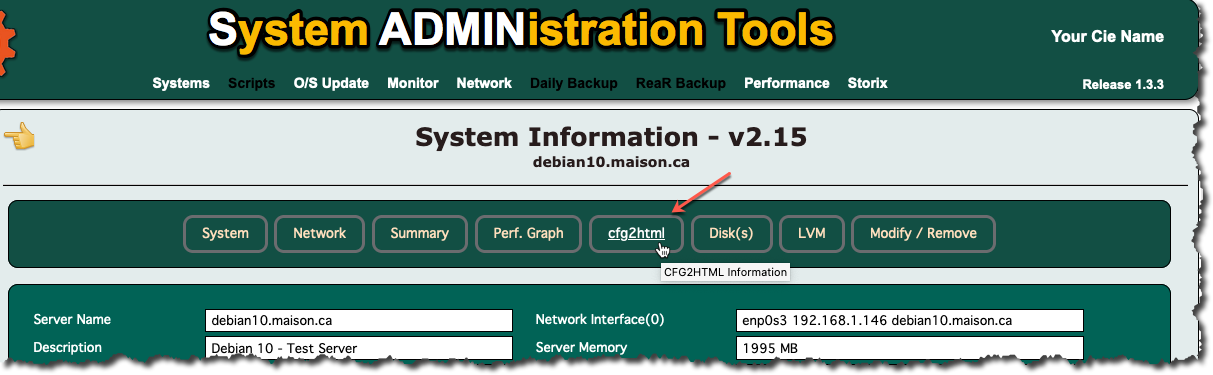 System ADMINistration Tools
Your Cie Name
Systems Scripts O/S Update Monitor Network Daily Backup ReaR Backup Performance Storix
Release 1.3.3
System Information - v2.15
debian10.maison.ca
System Network Summary Perf. Graph cfg2html Disk(s) LVM Modify / Remove
CFG2HTML Information
Server Name debian10.maison.ca Network Interface(0) enp0s3 192.168.1.146 debian10.maison.ca
Description Debian 10 - Test Server Server Memory 1995 MB